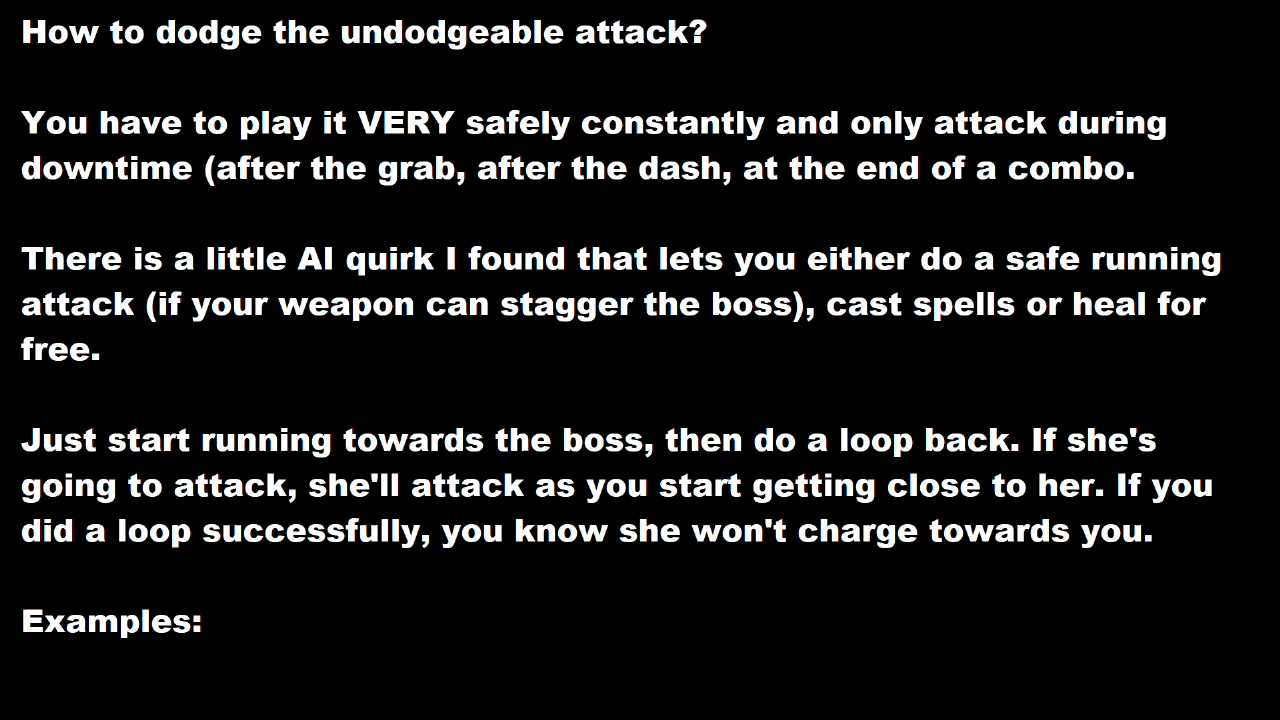 How to dodge the undodgeable attack?
You have to play it VERY safely constantly and only attack during
downtime (after the grab, after the dash, at the end of a combo.
There is a little AI quirk I found that lets you either do a safe running
attack (if your weapon can stagger the boss), cast spells or heal for
free.
Just start running towards the boss, then do a loop back. If she's
going to attack, she'll attack as you start getting close to her. If you
did a loop successfully, you know she won't charge towards you.
Examples: